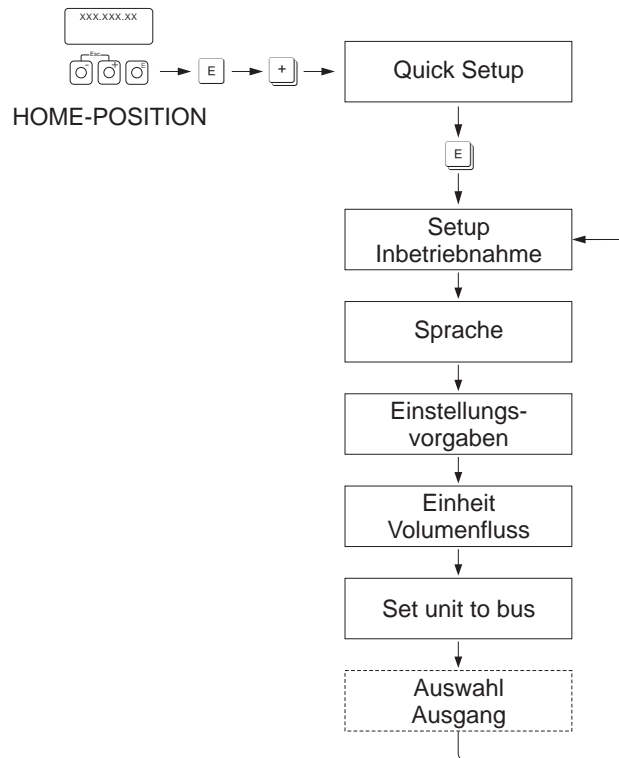 xxx.xxx.xx
Esc
- + E
E
+
Quick Setup
HOME-POSITION
E
Setup
Inbetriebnahme
Sprache
Einstellungs-
vorgaben
Einheit
Volumenfluss
Set unit to bus
Auswahl
Ausgang